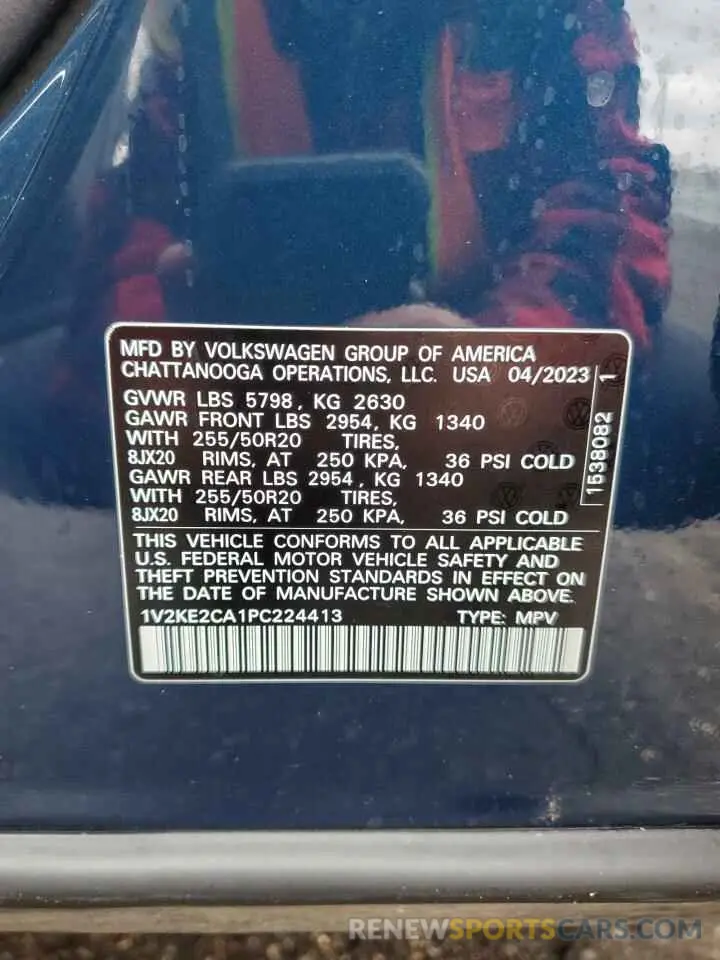 MFD BY VOLKSWAGEN GROUP OF AMERICA
CHATTANOOGA OPERATIONS, LLC. USA 04/2023
GVWR LBS 5798, KG 2630
GAWR FRONT LBS 2954, KG 1340
WITH 255/50R20 TIRES,
8JX20 RIMS, AT 250 KPA, 36 PSI COLD
GAWR REAR LBS 2954, KG 1340
WITH 255/50R20 TIRES,
8JX20 RIMS, AT 250 KPA, 36 PSI COLD
1538082 1
THIS VEHICLE CONFORMS TO ALL APPLICABLE
U.S. FEDERAL MOTOR VEHICLE SAFETY AND
THEFT PREVENTION STANDARDS IN EFFECT ON
THE DATE OF MANUFACTURE SHOWN ABOVE.
1V2KE2CA1PC224413 TYPE: MPV
RENEWSPORTSCARS.COM